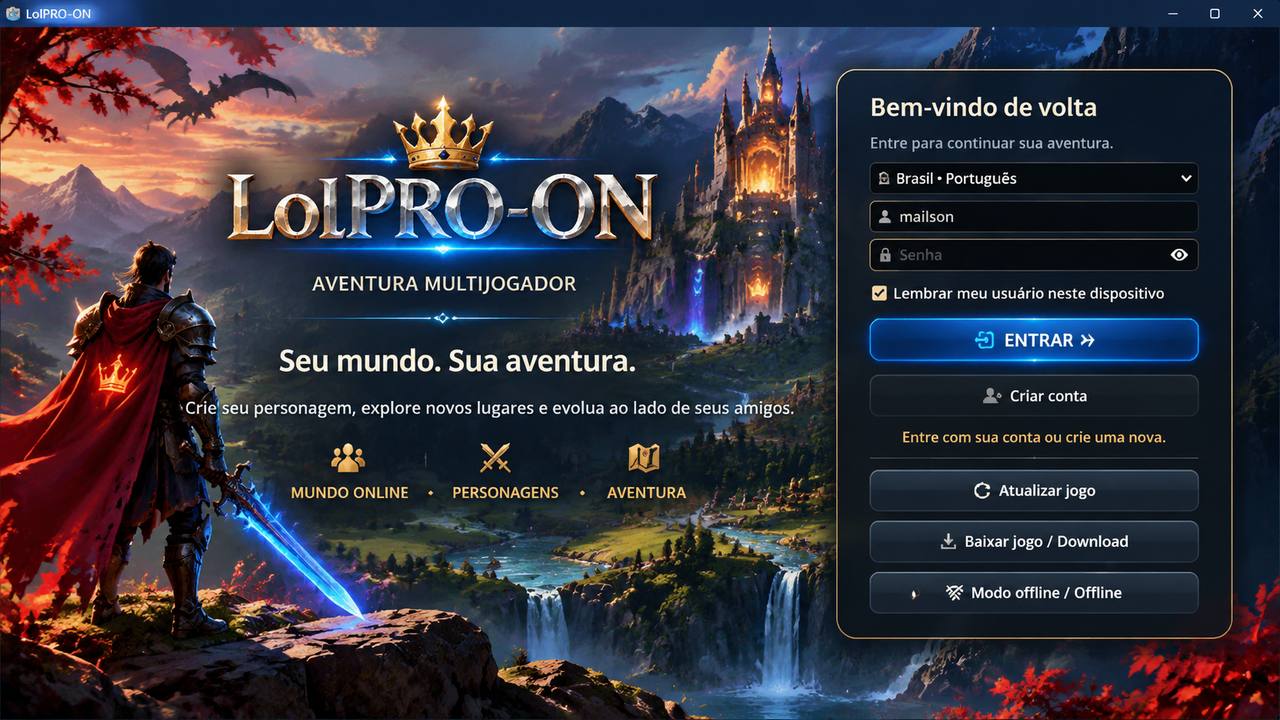 LolPRO-ON
LolPRO-ON
AVENTURA MULTIJOGADOR
Seu mundo. Sua aventura.
Crie seu personagem, explore novos lugares e evolua ao lado de seus amigos.
MUNDO ONLINE • PERSONAGENS • AVENTURA
Bem-vindo de volta
Entre para continuar sua aventura.
Brasil • Português
mailson
Senha
Lembrar meu usuário neste dispositivo
ENTRAR
Criar conta
Entre com sua conta ou crie uma nova.
Atualizar jogo
Baixar jogo / Download
Modo offline / Offline